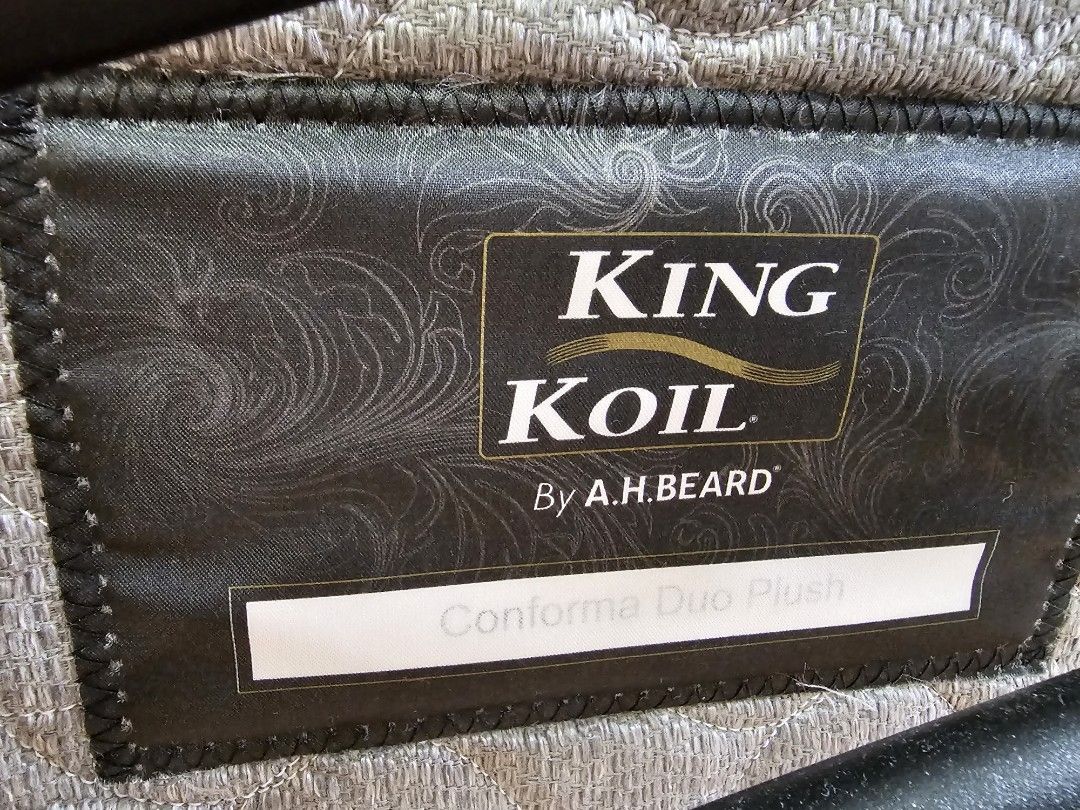 KING
KOIL®
By A.H.BEARD®
Conforma Duo Plush